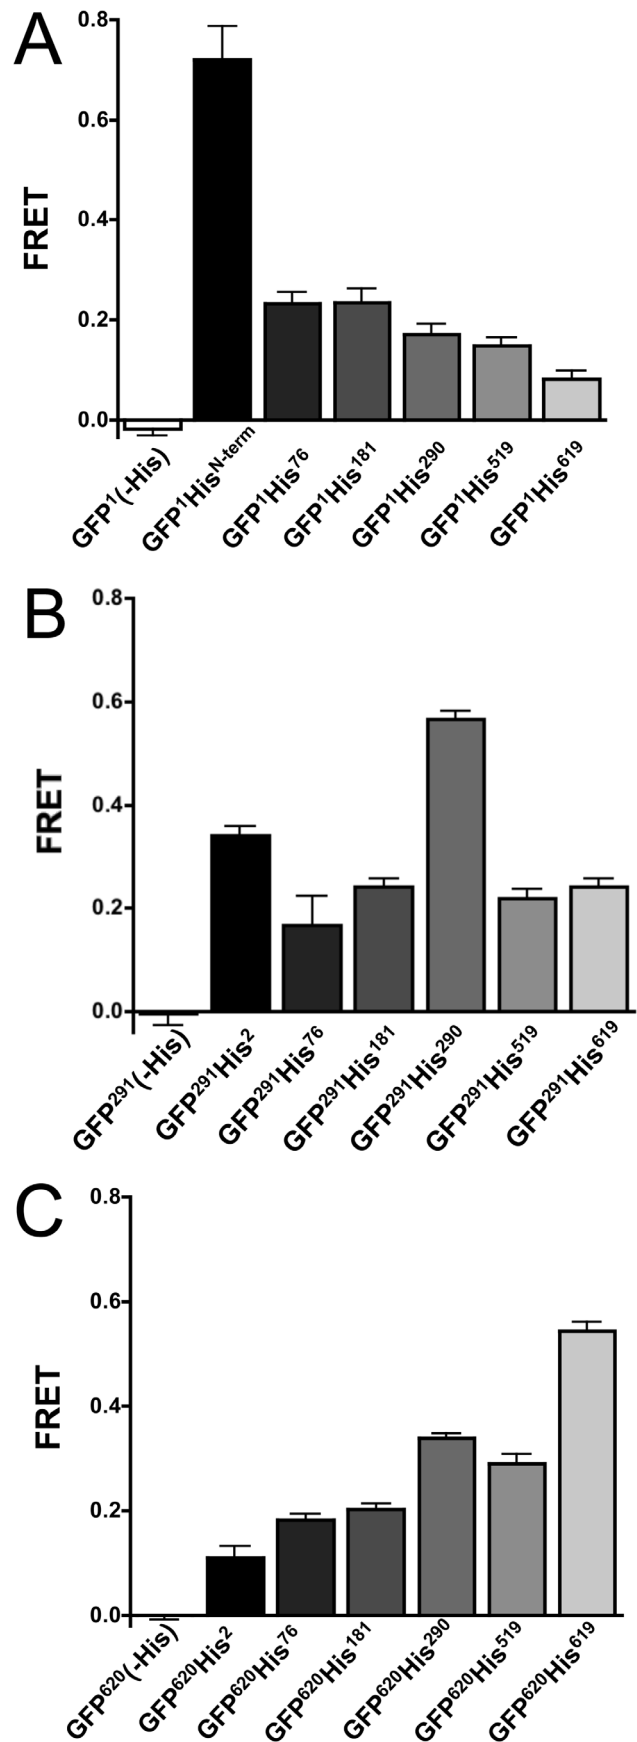 A
FRET
0.8
0.6
0.4
0.2
0.0
GFP¹(-His)
GFP¹Hisᴺ⁻ᵗᵉʳᵐ
GFP¹His⁷⁶
GFP¹His¹⁸¹
GFP¹His²⁹⁰
GFP¹His⁵¹⁹
GFP¹His⁶¹⁹
B
FRET
0.8
0.6
0.4
0.2
0.0
GFP²⁹¹(-His)
GFP²⁹¹His²
GFP²⁹¹His⁷⁶
GFP²⁹¹His¹⁸¹
GFP²⁹¹His²⁹⁰
GFP²⁹¹His⁵¹⁹
GFP²⁹¹His⁶¹⁹
C
FRET
0.8
0.6
0.4
0.2
0.0
GFP⁶²⁰(-His)
GFP⁶²⁰His²
GFP⁶²⁰His⁷⁶
GFP⁶²⁰His¹⁸¹
GFP⁶²⁰His²⁹⁰
GFP⁶²⁰His⁵¹⁹
GFP⁶²⁰His⁶¹⁹